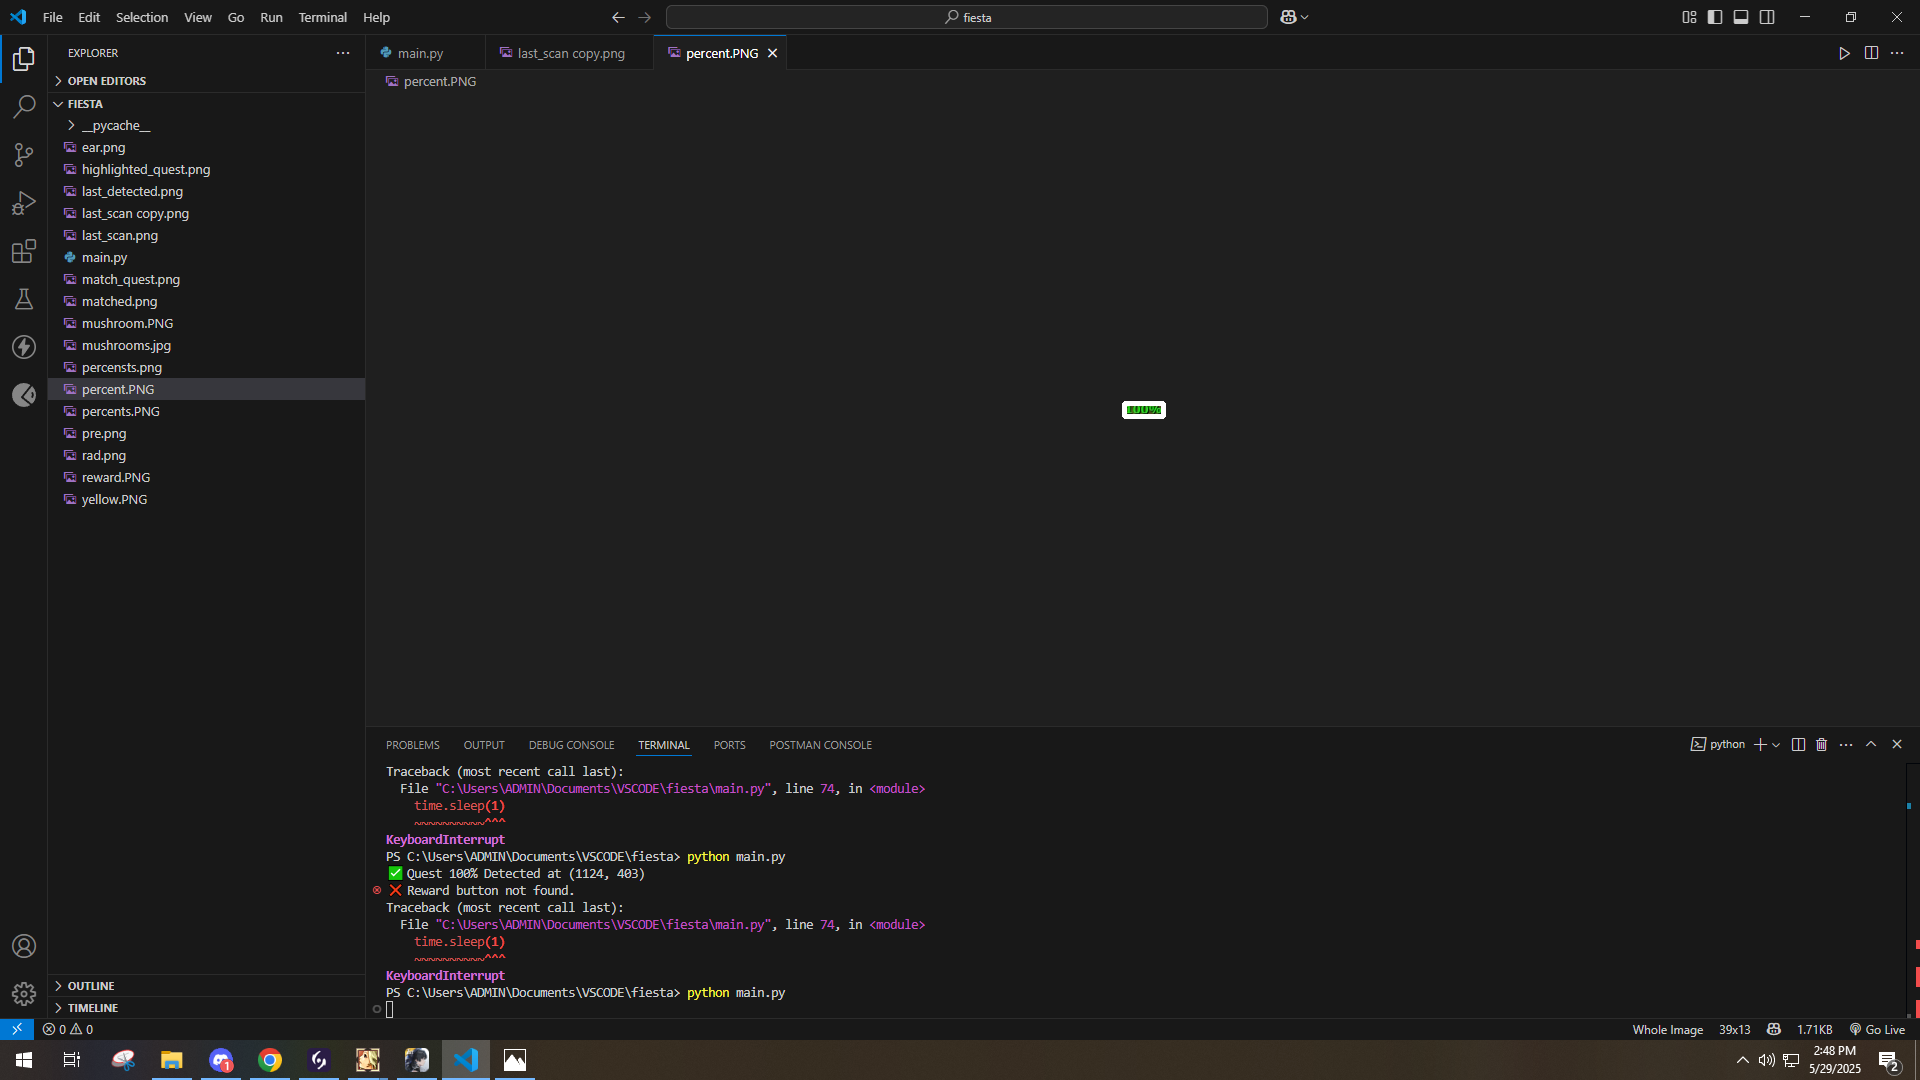 File Edit Selection View Go Run Terminal Help
fiesta
EXPLORER
OPEN EDITORS
FIESTA
__pycache__
ear.png
highlighted_quest.png
last_detected.png
last_scan copy.png
last_scan.png
main.py
match_quest.png
matched.png
mushroom.PNG
mushrooms.jpg
percensts.png
percent.PNG
percents.PNG
pre.png
rad.png
reward.PNG
yellow.PNG
OUTLINE
TIMELINE
main.py last_scan copy.png percent.PNG
percent.PNG
100%
PROBLEMS OUTPUT DEBUG CONSOLE TERMINAL PORTS POSTMAN CONSOLE
python
Traceback (most recent call last):
File "C:\Users\ADMIN\Documents\VSCODE\fiesta\main.py", line 74, in <module>
time.sleep(1)
~~~~~~~~~~^^^
KeyboardInterrupt
PS C:\Users\ADMIN\Documents\VSCODE\fiesta> python main.py
✅ Quest 100% Detected at (1124, 403)
❌ Reward button not found.
Traceback (most recent call last):
File "C:\Users\ADMIN\Documents\VSCODE\fiesta\main.py", line 74, in <module>
time.sleep(1)
~~~~~~~~~~^^^
KeyboardInterrupt
PS C:\Users\ADMIN\Documents\VSCODE\fiesta> python main.py
0 0
Whole Image 39x13 1.71KB Go Live
1
2:48 PM
5/29/2025
2